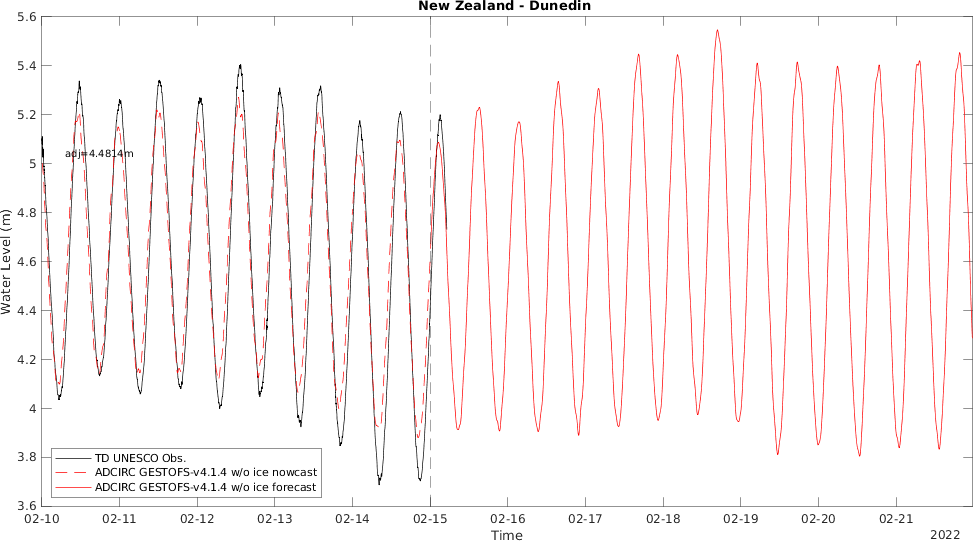 New Zealand - Dunedin
5.6
5.4
5.2
5
4.8
4.6
4.4
4.2
4
3.8
3.6
Water Level (m)
adj=4.4814m
TD UNESCO Obs.
ADCIRC GESTOFS-v4.1.4 w/o ice nowcast
ADCIRC GESTOFS-v4.1.4 w/o ice forecast
02-10 02-11 02-12 02-13 02-14 02-15 02-16 02-17 02-18 02-19 02-20 02-21
Time
2022